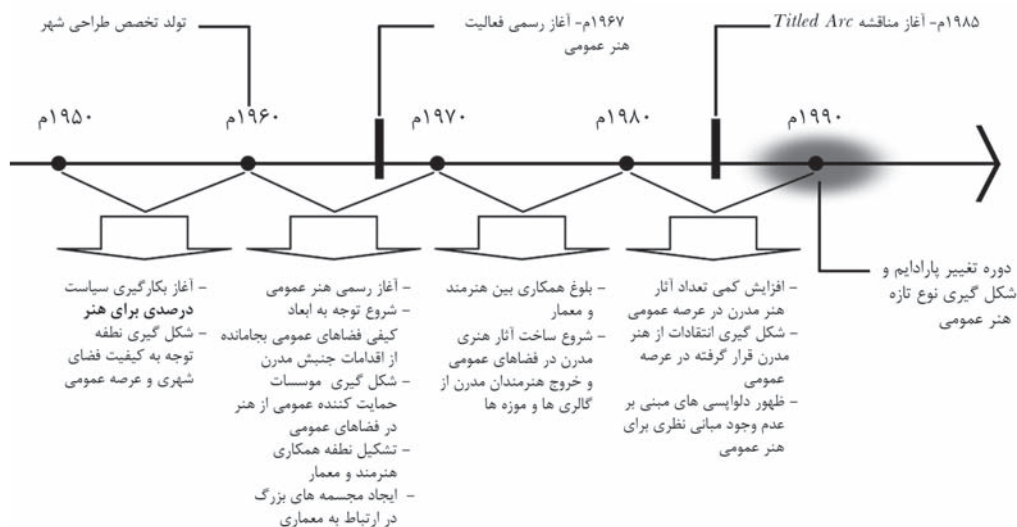 تولد تخصص طراحی شهر
۱۹۶۷م- آغاز رسمی فعالیت
هنر عمومی
۱۹۸۵م- آغاز مناقشه Titled Arc
۱۹۵۰م
۱۹۶۰م
۱۹۷۰م
۱۹۸۰م
۱۹۹۰م
- آغاز بکارگیری سیاست
درصدی برای هنر
- شکل گیری نطفه
توجه به کیفیت فضای
شهری و عرصه عمومی
- آغاز رسمی هنر عمومی
- شروع توجه به ابعاد
کیفی فضاهای عمومی بجامانده
از اقدامات جنبش مدرن
- شکل گیری موسسات
حمایت کننده عمومی از هنر
در فضاهای عمومی
- تشکیل نطفه همکاری
هنرمند و معمار
- ایجاد مجسمه های بزرگ
در ارتباط به معماری
- بلوغ همکاری بین هنرمند
و معمار
- شروع ساخت آثار هنری
مدرن در فضاهای عمومی
و خروج هنرمندان مدرن از
گالری ها و موزه ها
- افزایش کمی تعداد آثار
هنر مدرن در عرصه عمومی
- شکل گیری انتقادات از هنر
مدرن قرار گرفته در عرصه
عمومی
- ظهور دلواپسی های مبنی بر
عدم وجود مبانی نظری برای
هنر عمومی
دوره تغییر پارادایم و
شکل گیری نوع تازه
هنر عمومی